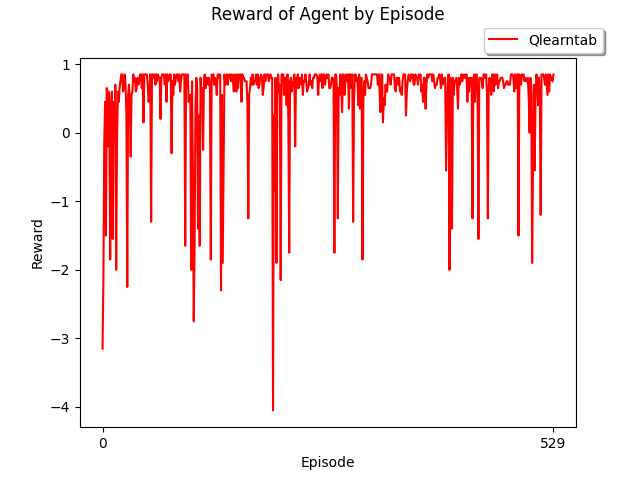 Reward of Agent by Episode
Qlearntab
1
0
−1
−2
−3
−4
Reward
0
529
Episode